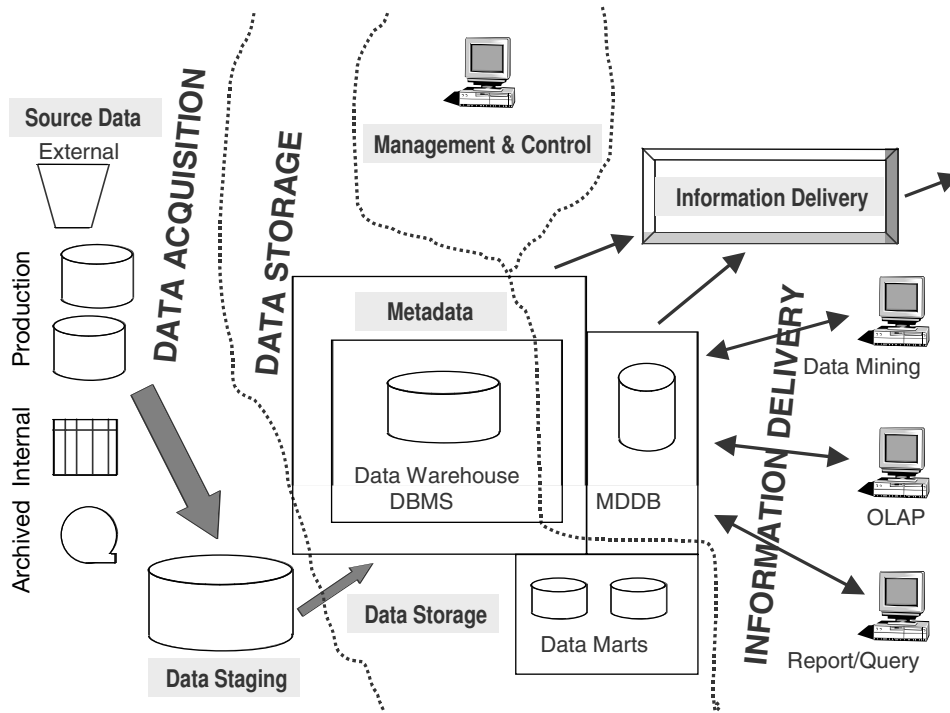 Source Data
External
Production
Internal
Archived
DATA ACQUISITION
Data Staging
DATA STORAGE
Management & Control
Metadata
Data Warehouse
DBMS
MDDB
Data Storage
Data Marts
Information Delivery
INFORMATION DELIVERY
Data Mining
OLAP
Report/Query